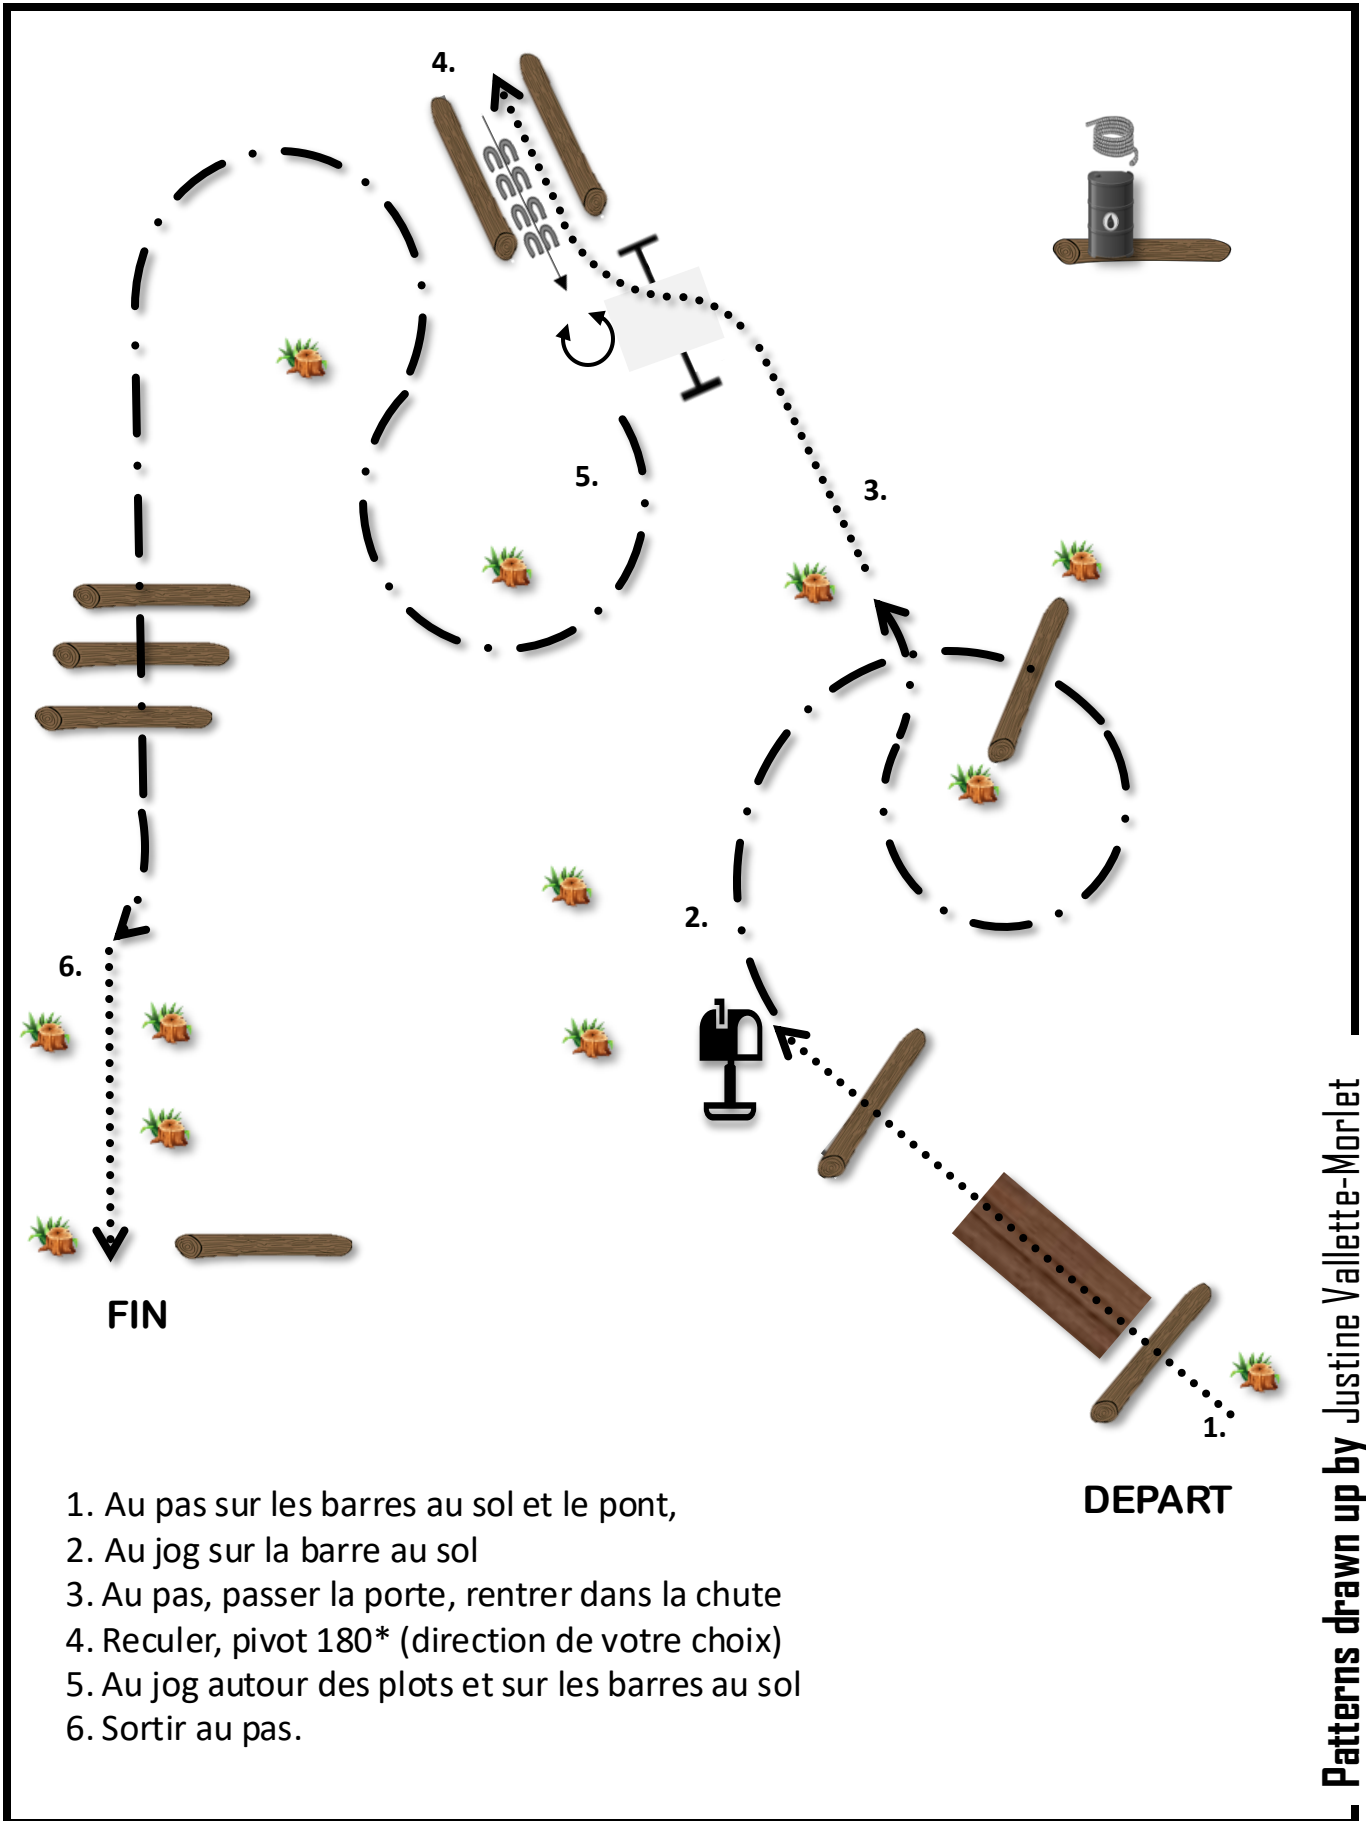 4.
5.
3.
2.
6.
FIN
1.
DEPART
1. Au pas sur les barres au sol et le pont,
2. Au jog sur la barre au sol
3. Au pas, passer la porte, rentrer dans la chute
4. Reculer, pivot 180* (direction de votre choix)
5. Au jog autour des plots et sur les barres au sol
6. Sortir au pas.
Patterns drawn up by Justine Vallette-Morlet